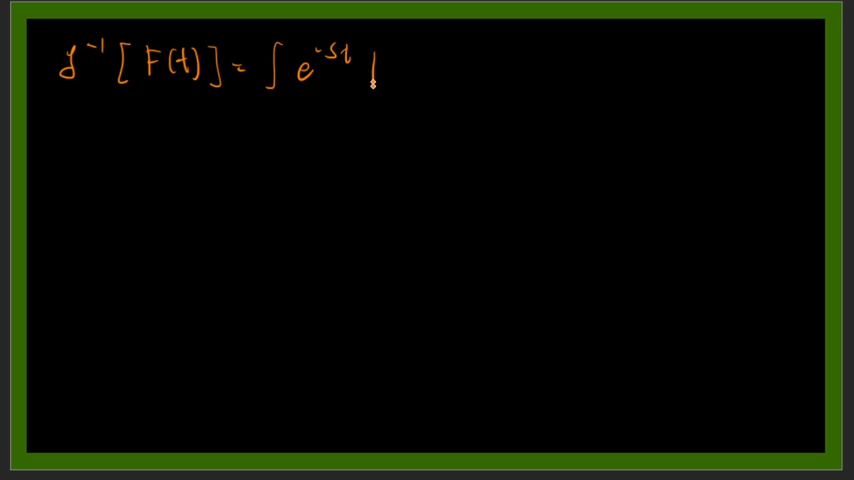 ℒ⁻¹ [ F(t) ] = ∫ e⁻ˢᵗ